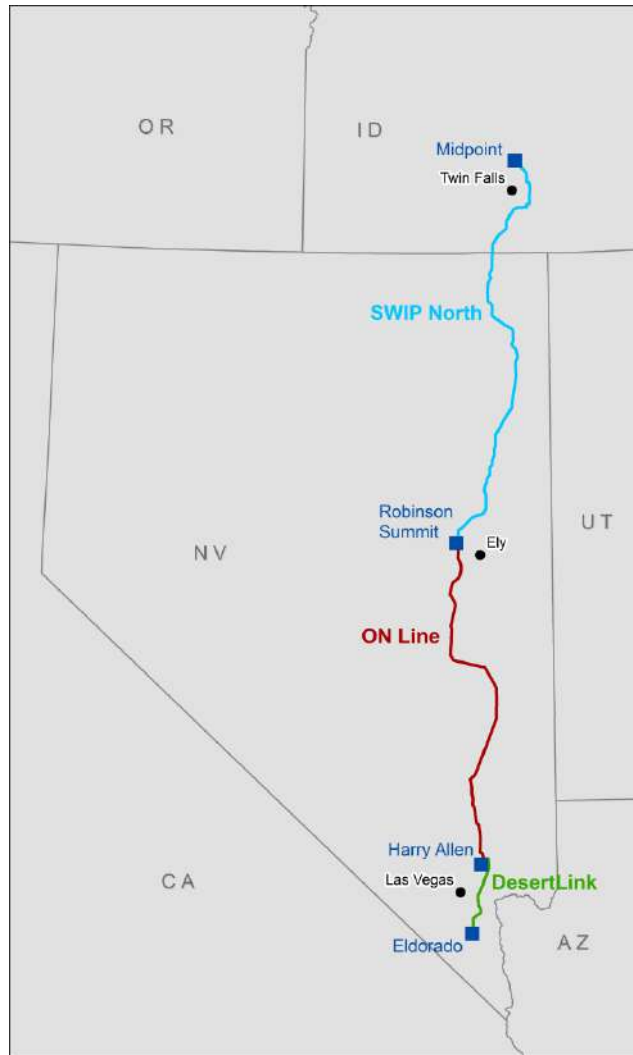 OR
ID
Midpoint
Twin Falls
SWIP North
Robinson
Summit
Ely
UT
NV
ON Line
Harry Allen
Las Vegas
DesertLink
CA
Eldorado
AZ